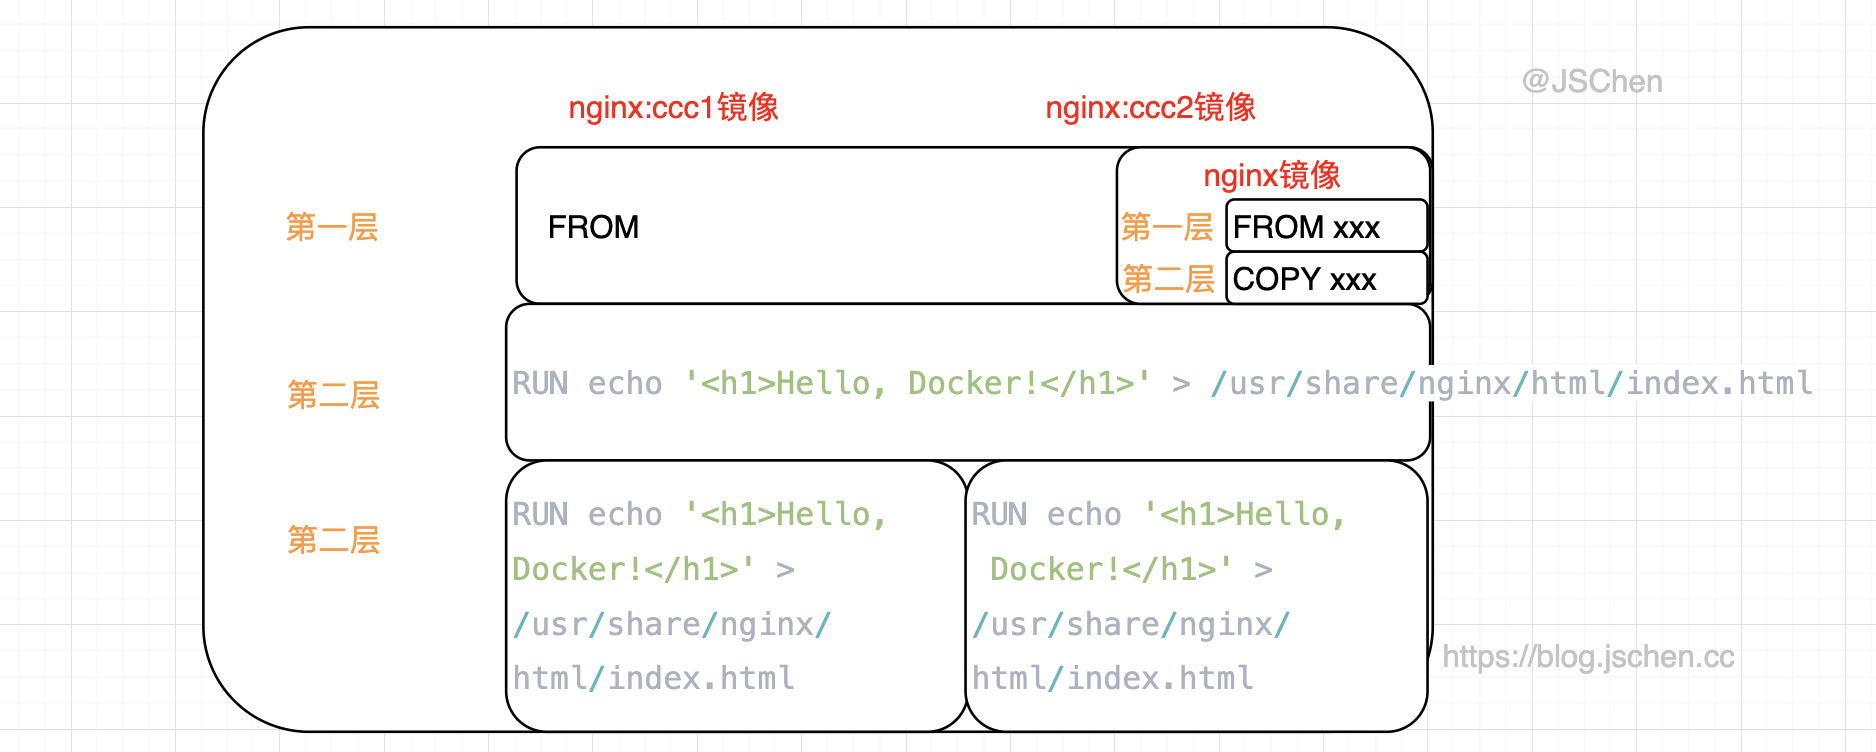 @JSChen
nginx:ccc1镜像
nginx:ccc2镜像
nginx镜像
第一层
FROM
第一层
FROM xxx
第二层
COPY xxx
第二层
RUN echo '<h1>Hello, Docker!</h1>' > /usr/share/nginx/html/index.html
第二层
RUN echo '<h1>Hello,
Docker!</h1>' >
/usr/share/nginx/
html/index.html
RUN echo '<h1>Hello,
Docker!</h1>' >
/usr/share/nginx/
html/index.html
https://blog.jschen.cc